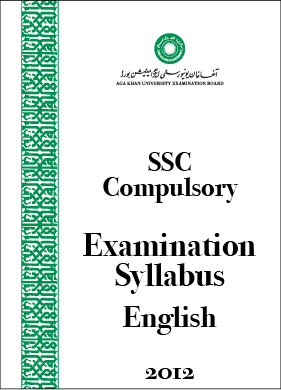 آغا خان یونیورسٹی ایگزامینیشن بورڈ
AGA KHAN UNIVERSITY EXAMINATION BOARD
SSC
Compulsory
Examination
Syllabus
English
2012